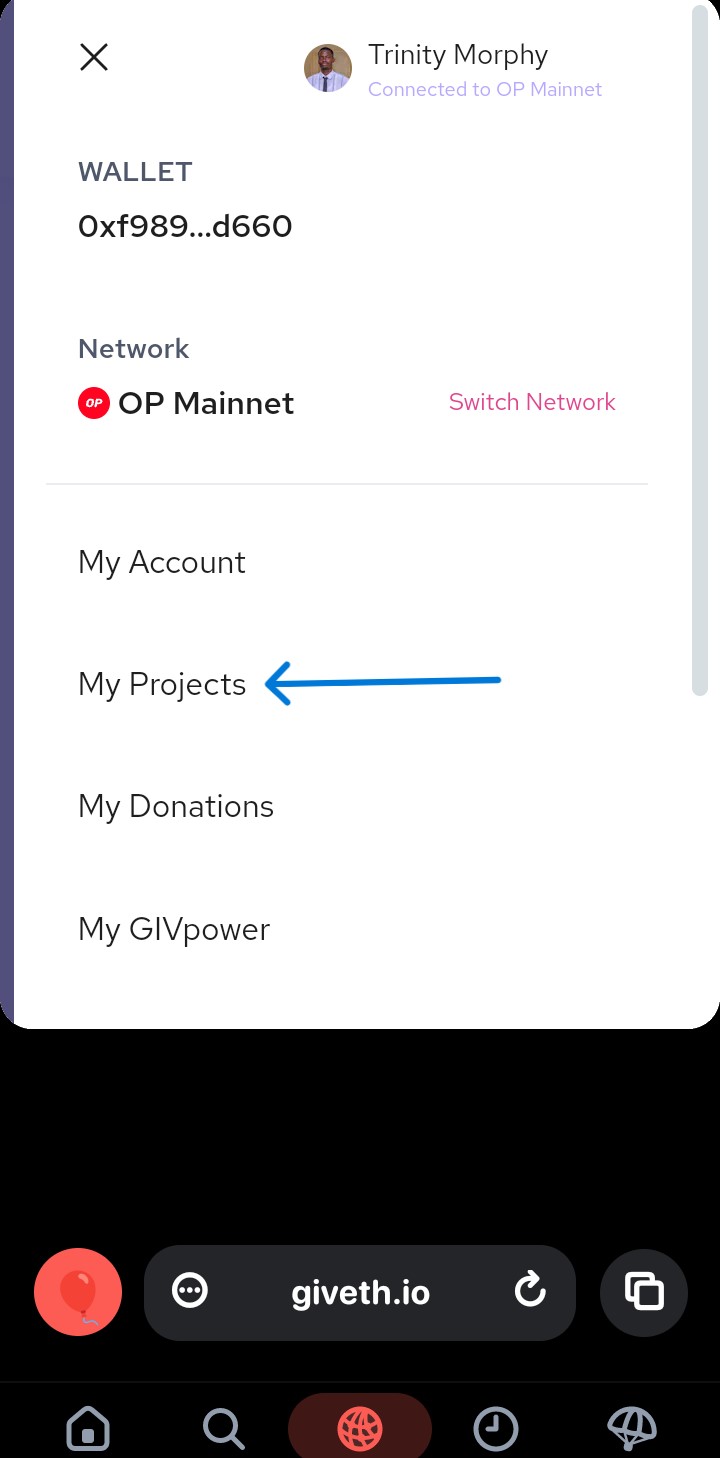 Trinity Morphy
Connected to OP Mainnet
WALLET
0xf989...d660
Network
OP OP Mainnet
Switch Network
My Account
My Projects
My Donations
My GIVpower
giveth.io